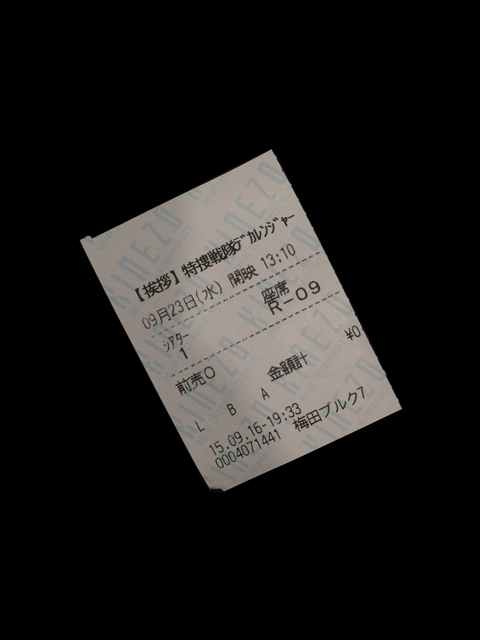 【挨拶】特捜戦隊デカレンジャー
09月23日(水) 開映 13:10
シアター 座席
1 R-09
前売O 金額計 ¥0
L B A
15.09.16-19:33
0004071441 梅田ブルク7
KINEZO